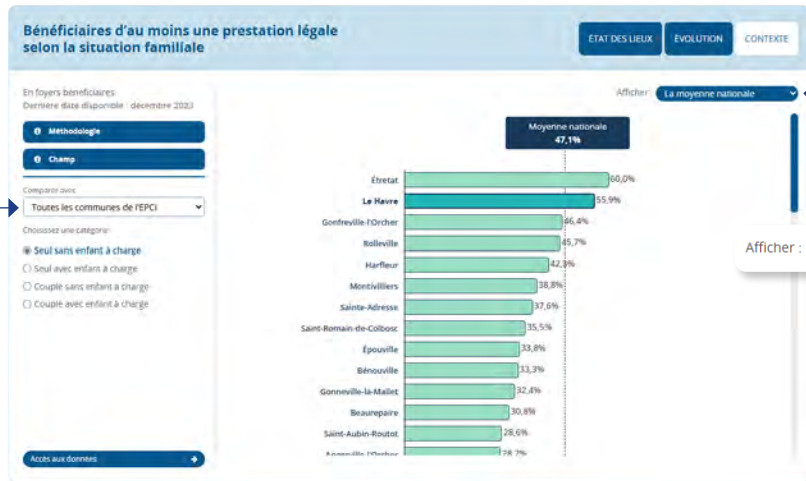 Bénéficiaires d'au moins une prestation légale
selon la situation familiale
ÉTAT DES LIEUX
ÉVOLUTION
CONTEXTE
En foyers bénéficiaires
Dernière date disponible : décembre 2023
Méthodologie
Champ
Comparer avec
Toutes les communes de l'EPCI
Choisissez une catégorie
Seul sans enfant à charge
Seul avec enfant à charge
Couple sans enfant à charge
Couple avec enfant à charge
Accès aux données
Afficher : La moyenne nationale
Moyenne nationale
47,1%
Étretat 60,0%
Le Havre 55,9%
Gonfreville-l'Orcher 46,4%
Rolleville 45,7%
Harfleur 42,3%
Montivilliers 38,8%
Sainte-Adresse 37,6%
Saint-Romain-de-Colbosc 35,5%
Épouville 33,8%
Bénouville 33,3%
Gonneville-la-Mallet 32,4%
Beaurepaire 30,8%
Saint-Aubin-Routot 28,6%
Angerville-l'Orcher 28,2%
Afficher :